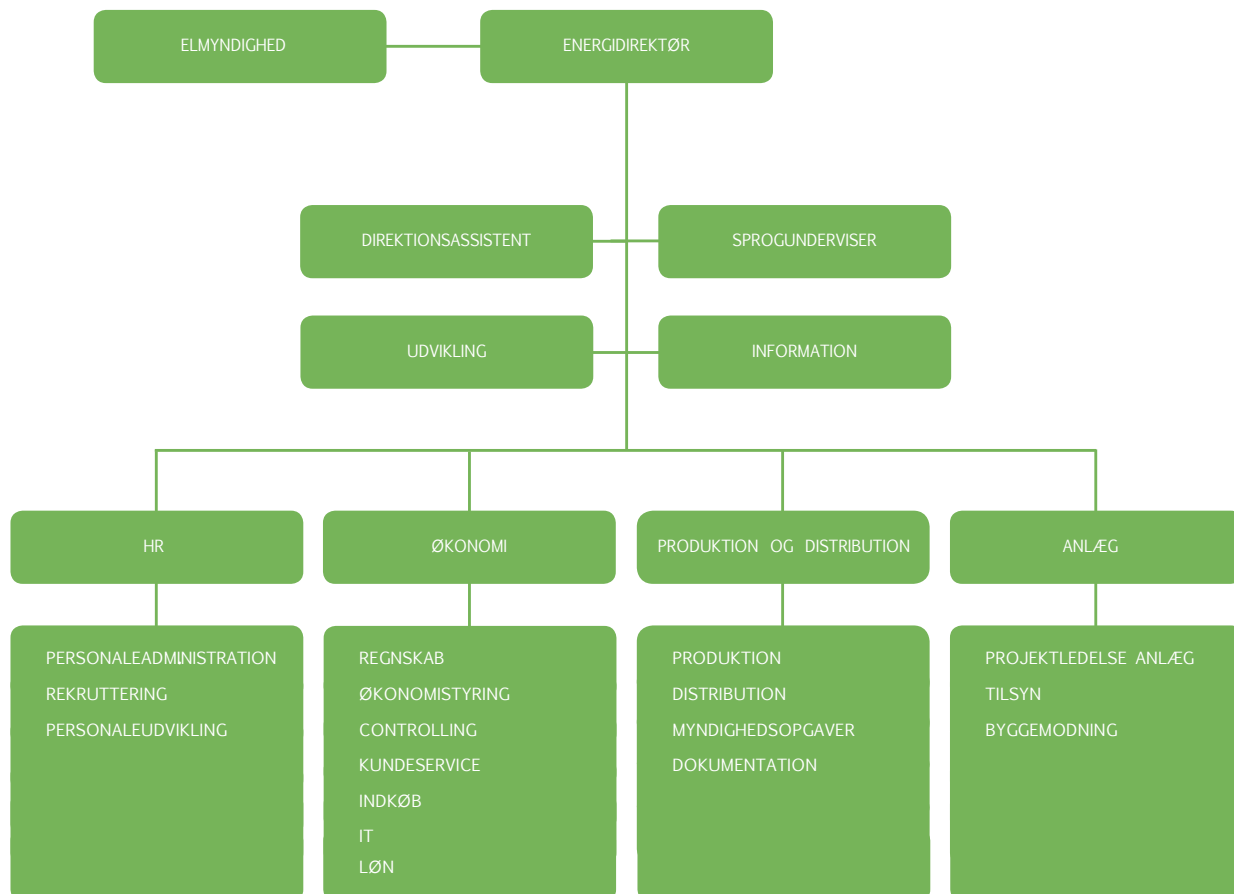 ELMYNDIGHED
ENERGIDIREKTØR
DIREKTIONSASSISTENT
SPROGUNDERVISER
UDVIKLING
INFORMATION
HR
ØKONOMI
PRODUKTION OG DISTRIBUTION
ANLÆG
PERSONALEADMINISTRATION
REKRUTTERING
PERSONALEUDVIKLING
REGNSKAB
ØKONOMISTYRING
CONTROLLING
KUNDESERVICE
INDKØB
IT
LØN
PRODUKTION
DISTRIBUTION
MYNDIGHEDSOPGAVER
DOKUMENTATION
PROJEKTLEDELSE ANLÆG
TILSYN
BYGGEMODNING